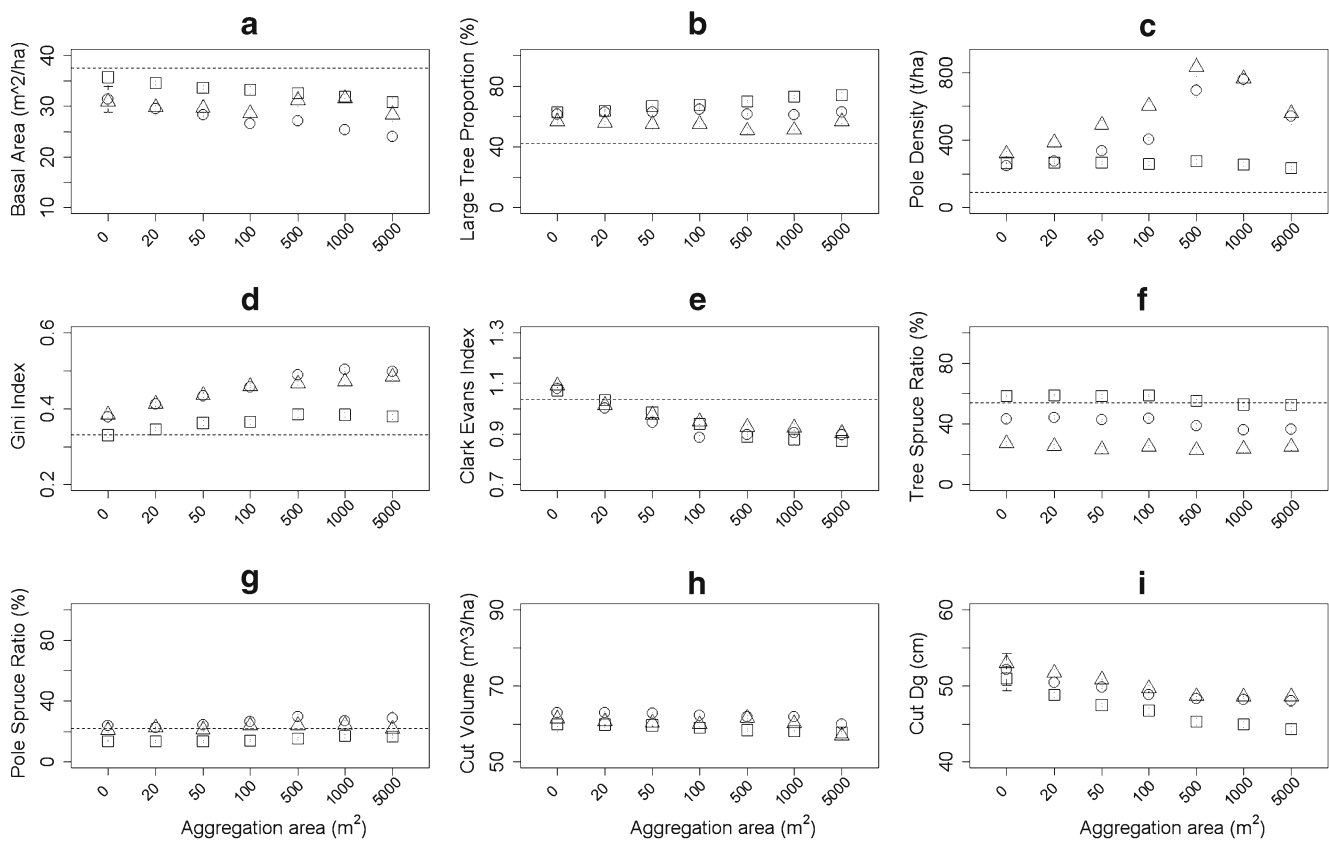 a
Basal Area (m^2/ha)
40
30
20
10
0 20 50 100 500 1000 5000
b
Large Tree Proportion (%)
80
40
0
0 20 50 100 500 1000 5000
c
Pole Density (t/ha)
800
400
0
0 20 50 100 500 1000 5000
d
Gini Index
0.6
0.4
0.2
0 20 50 100 500 1000 5000
e
Clark Evans Index
1.3
1.1
0.9
0.7
0 20 50 100 500 1000 5000
f
Tree Spruce Ratio (%)
80
40
0
0 20 50 100 500 1000 5000
g
Pole Spruce Ratio (%)
80
40
0
0 20 50 100 500 1000 5000
Aggregation area (m²)
h
Cut Volume (m^3/ha)
90
70
50
0 20 50 100 500 1000 5000
Aggregation area (m²)
i
Cut Dg (cm)
60
50
40
0 20 50 100 500 1000 5000
Aggregation area (m²)